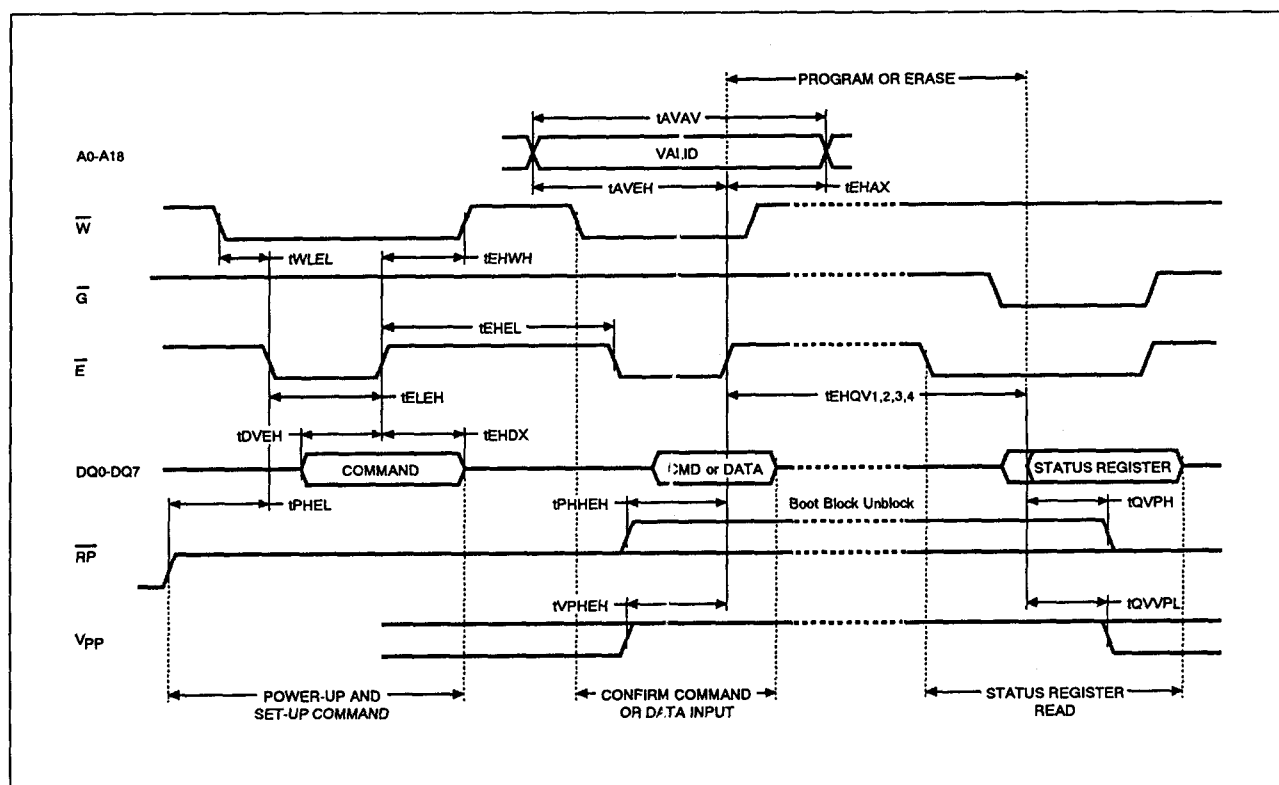 PROGRAM OR ERASE
tAVAV
A0-A18
VALID
tAVEH
tEHAX
W
tWLEL
tEHWH
G
tEHEL
E
tELEH
tEHQV1,2,3,4
tDVEH
tEHDX
DQ0-DQ7
COMMAND
CMD or DATA
STATUS REGISTER
tPHEL
tPHHEH
Boot Block Unblock
tQVPH
RP
tVPHEH
tQVVPL
VPP
POWER-UP AND
SET-UP COMMAND
CONFIRM COMMAND
OR DATA INPUT
STATUS REGISTER
READ